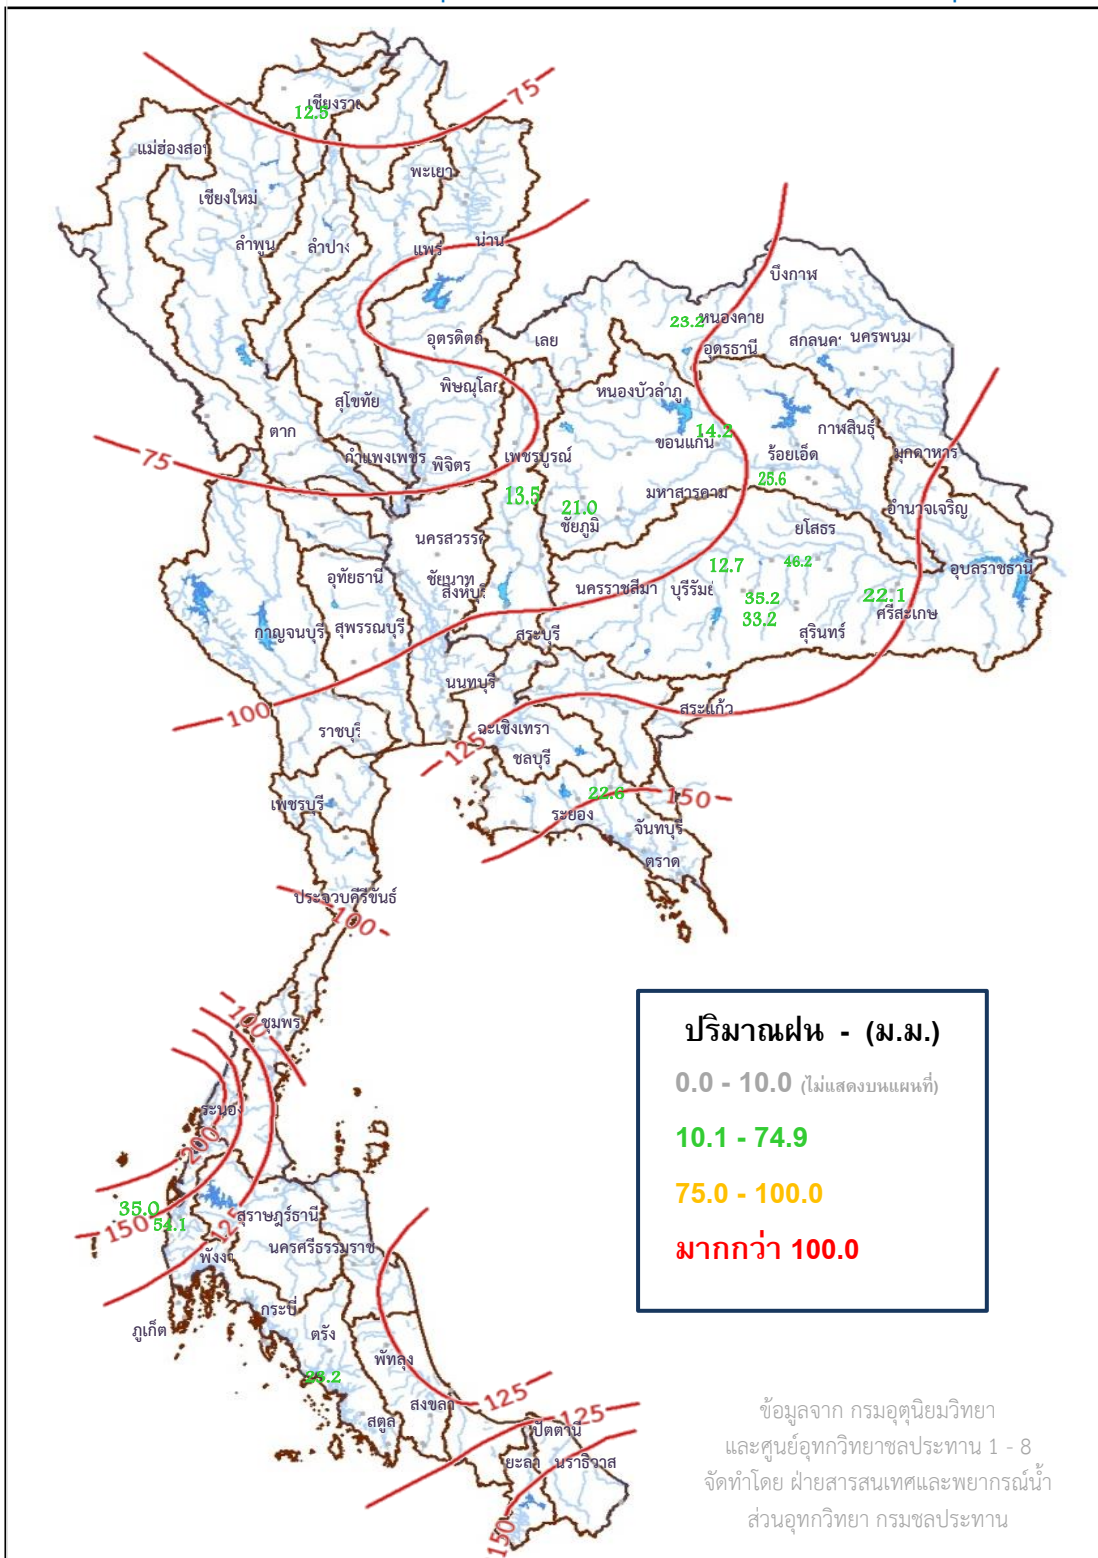 75
เชียงราย
12.5
แม่ฮ่องสอน
พะเยา
เชียงใหม่
ลำพูน
ลำปาง
แพร่
น่าน
บึงกาฬ
23.2
หนองคาย
อุตรดิตถ์
เลย
อุดรธานี
สกลนคร
นครพนม
พิษณุโลก
หนองบัวลำภู
สุโขทัย
ตาก
14.2
กาฬสินธุ์
ขอนแก่น
75
กำแพงเพชร
พิจิตร
เพชรบูรณ์
ร้อยเอ็ด
มุกดาหาร
25.6
13.5
21.0
มหาสารคาม
อำนาจเจริญ
ชัยภูมิ
ยโสธร
นครสวรรค์
12.7
46.2
อุบลราชธานี
อุทัยธานี
ชัยนาท
สิงห์บุรี
นครราชสีมา
บุรีรัมย์
35.2
22.1
33.2
ศรีสะเกษ
กาญจนบุรี
สุพรรณบุรี
สระบุรี
สุรินทร์
นนทบุรี
100
สระแก้ว
ราชบุรี
ฉะเชิงเทรา
125
ชลบุรี
เพชรบุรี
22.6
150
ระยอง
จันทบุรี
ตราด
ประจวบคีรีขันธ์
100
100
ชุมพร
ระนอง
200
35.0
150
54.1
125
สุราษฎร์ธานี
นครศรีธรรมราช
พังงา
กระบี่
ภูเก็ต
ตรัง
พัทลุง
23.2
สงขลา
125
สตูล
125
ปัตตานี
ยะลา
นราธิวาส
150
ปริมาณฝน - (ม.ม.)
0.0 - 10.0 (ไม่แสดงบนแผนที่)
10.1 - 74.9
75.0 - 100.0
มากกว่า 100.0
ข้อมูลจาก กรมอุตุนิยมวิทยา
และศูนย์อุทกวิทยาชลประทาน 1 - 8
จัดทำโดย ฝ่ายสารสนเทศและพยากรณ์น้ำ
ส่วนอุทกวิทยา กรมชลประทาน